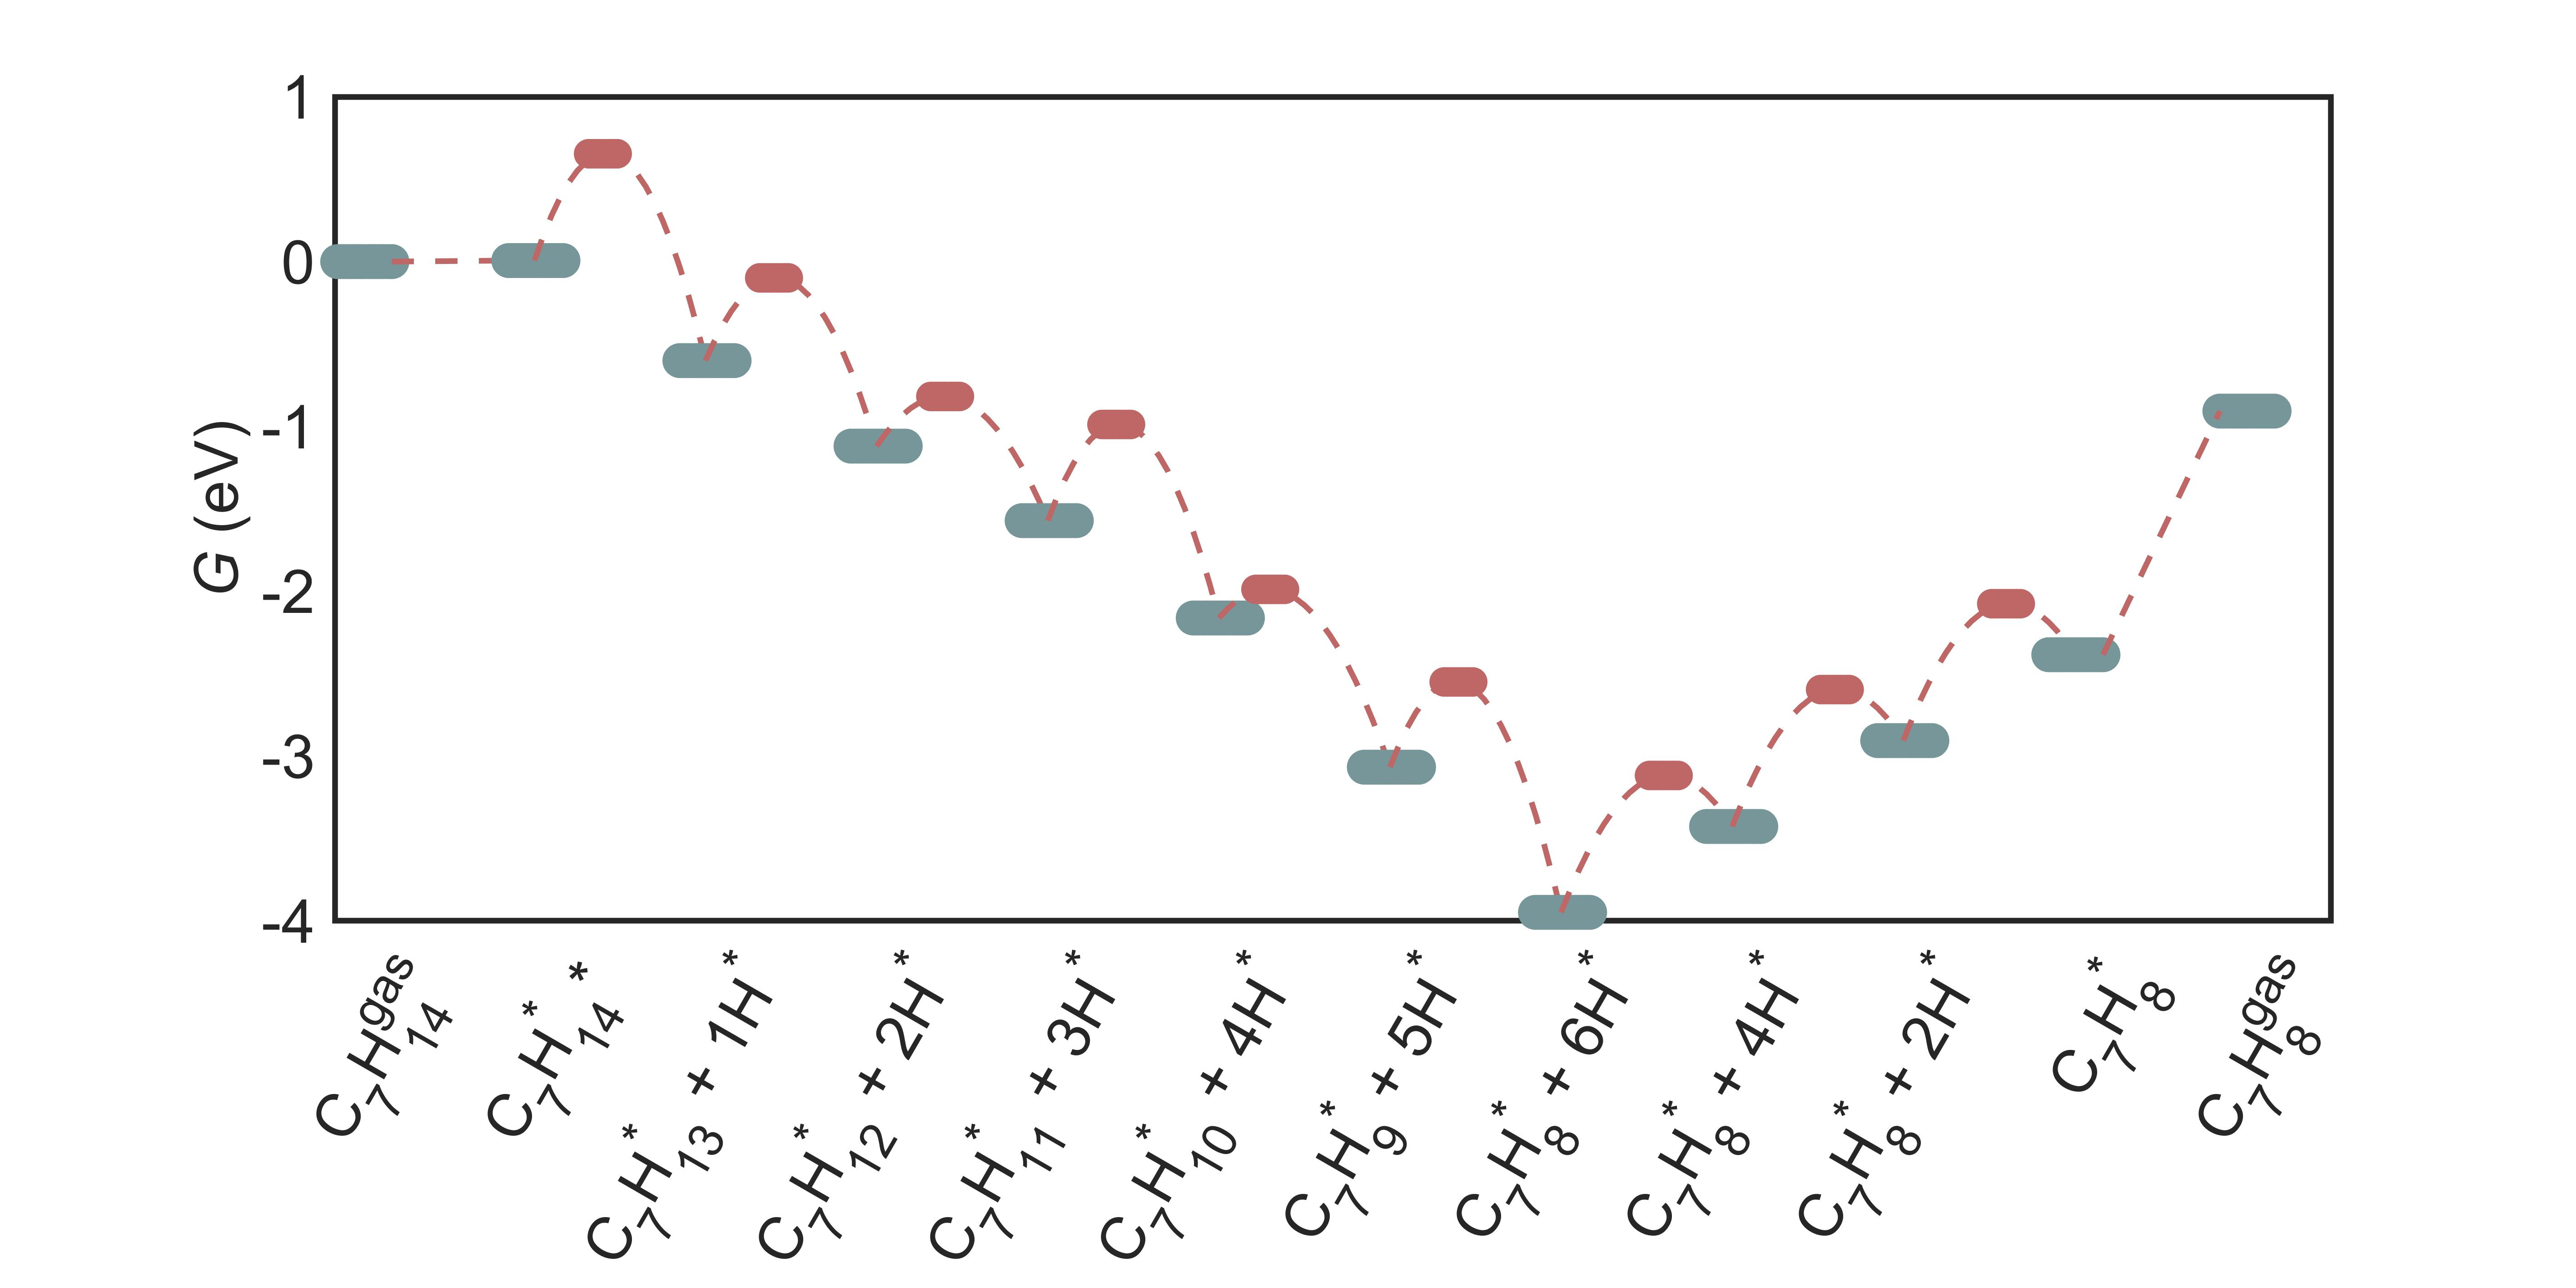 1
0
-1
-2
-3
-4
G (eV)
C₇H₁₄ᵍᵃˢ
C₇H₁₄* *
C₇H₁₃* + 1H*
C₇H₁₂* + 2H*
C₇H₁₁* + 3H*
C₇H₁₀* + 4H*
C₇H₉* + 5H*
C₇H₈* + 6H*
C₇H₈* + 4H*
C₇H₈* + 2H*
C₇H₈*
C₇H₈ᵍᵃˢ